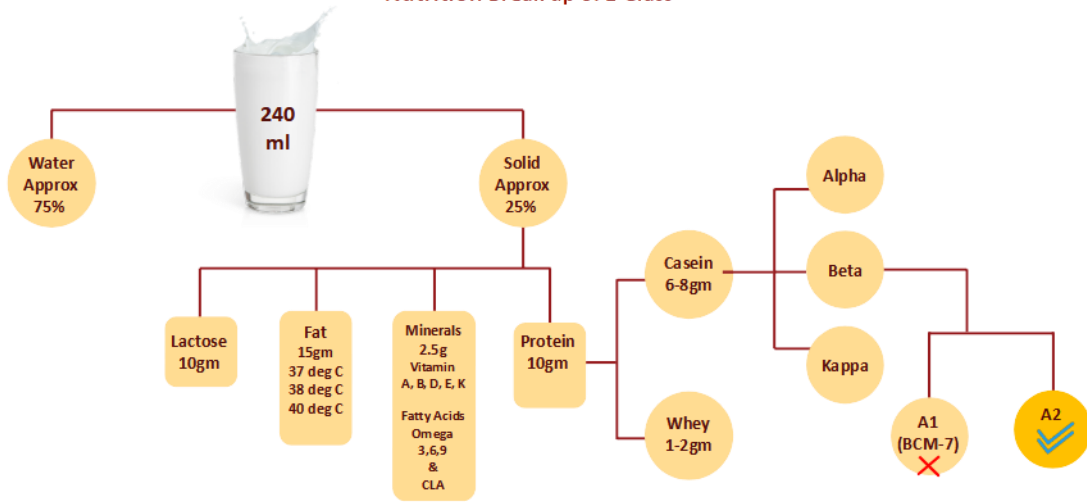 240
ml
Water
Approx
75%
Solid
Approx
25%
Lactose
10gm
Fat
15gm
37 deg C
38 deg C
40 deg C
Minerals
2.5g
Vitamin
A, B, D, E, K
Fatty Acids
Omega
3,6,9
&
CLA
Protein
10gm
Casein
6-8gm
Whey
1-2gm
Alpha
Beta
Kappa
A1
(BCM-7)
A2